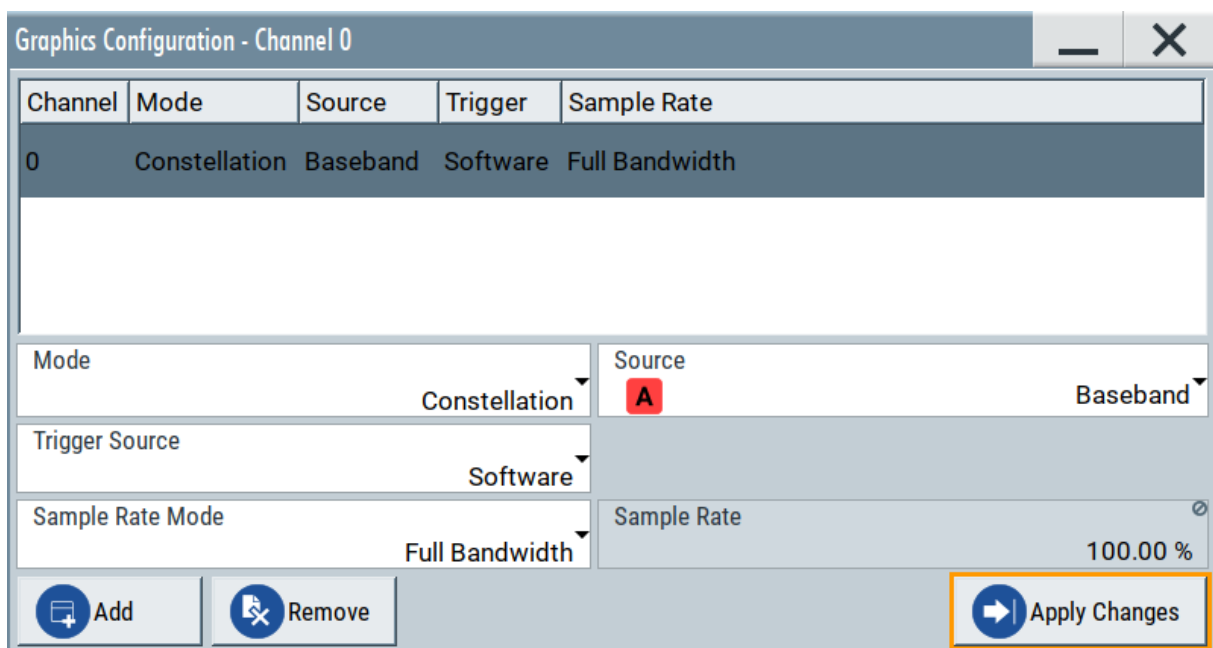 Graphics Configuration - Channel 0
Channel Mode Source Trigger Sample Rate
0 Constellation Baseband Software Full Bandwidth
Mode
Constellation
Source
A Baseband
Trigger Source
Software
Sample Rate Mode
Full Bandwidth
Sample Rate
100.00 %
Add Remove Apply Changes